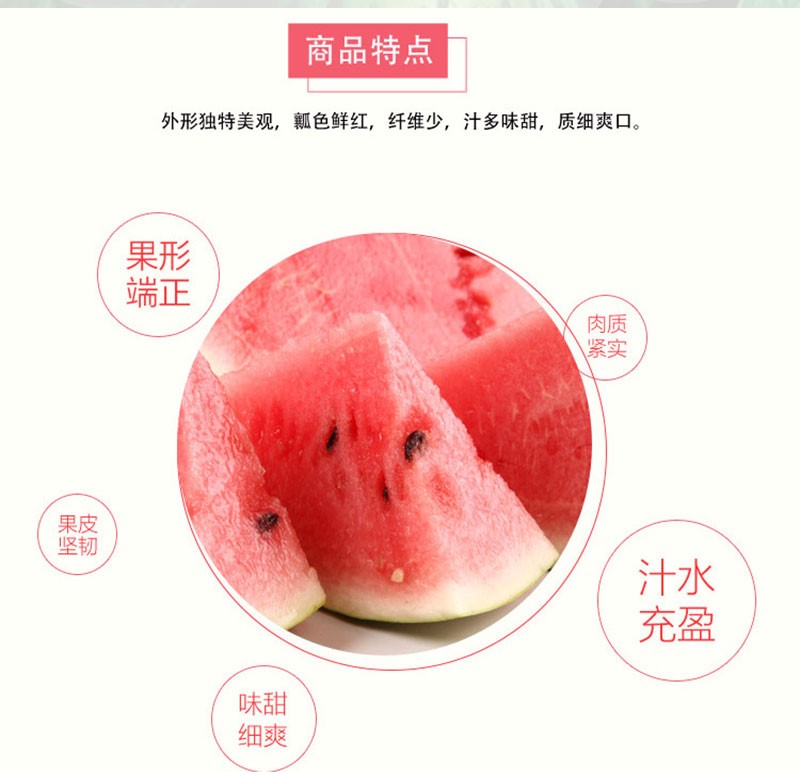 商品特点
外形独特美观，瓤色鲜红，纤维少，汁多味甜，质细爽口。
果形
端正
肉质
紧实
果皮
坚韧
汁水
充盈
味甜
细爽